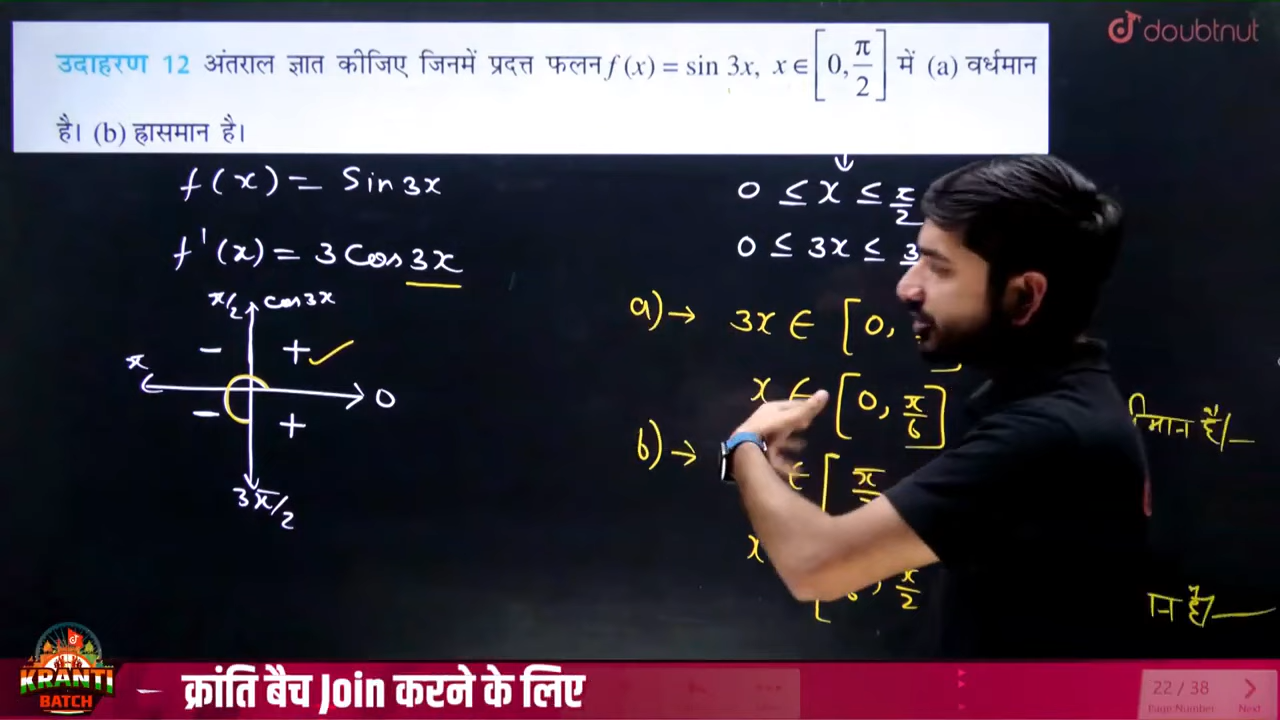 doubtnut
उदाहरण 12 अंतराल ज्ञात कीजिए जिनमें प्रदत्त फलन f (x) = sin 3x, x ∈ [0, π/2] में (a) वर्धमान
है। (b) ह्रासमान है।
f(x) = Sin 3x
f'(x) = 3 Cos 3x
π/2 cos 3x
− +
π 0
− +
3π/2
0 ≤ x ≤ π/2
0 ≤ 3x ≤ 3
a) → 3x ∈ [0,
x ∈ [0, π/6]
मान है।
b) → ∈ [π
x , π/2
न है।
KRANTI
BATCH
क्रांति बैच Join करने के लिए
22 / 38
Page Number Next